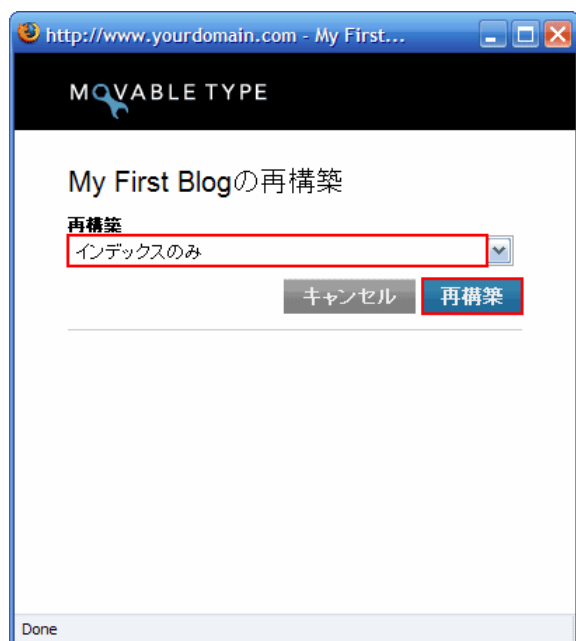 http://www.yourdomain.com - My First...
MOVABLE TYPE
My First Blogの再構築
再構築
インデックスのみ
キャンセル 再構築
Done